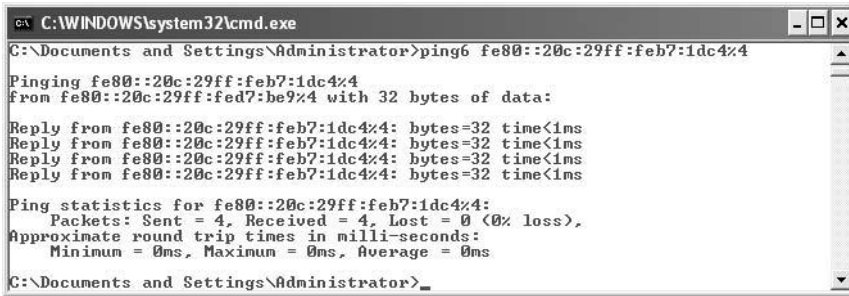 C:\WINDOWS\system32\cmd.exe
C:\Documents and Settings\Administrator>ping6 fe80::20c:29ff:feb7:1dc4%4
Pinging fe80::20c:29ff:feb7:1dc4%4
from fe80::20c:29ff:fed7:be9%4 with 32 bytes of data:
Reply from fe80::20c:29ff:feb7:1dc4%4: bytes=32 time<1ms
Reply from fe80::20c:29ff:feb7:1dc4%4: bytes=32 time<1ms
Reply from fe80::20c:29ff:feb7:1dc4%4: bytes=32 time<1ms
Reply from fe80::20c:29ff:feb7:1dc4%4: bytes=32 time<1ms
Ping statistics for fe80::20c:29ff:feb7:1dc4%4:
Packets: Sent = 4, Received = 4, Lost = 0 (0% loss),
Approximate round trip times in milli-seconds:
Minimum = 0ms, Maximum = 0ms, Average = 0ms
C:\Documents and Settings\Administrator>_